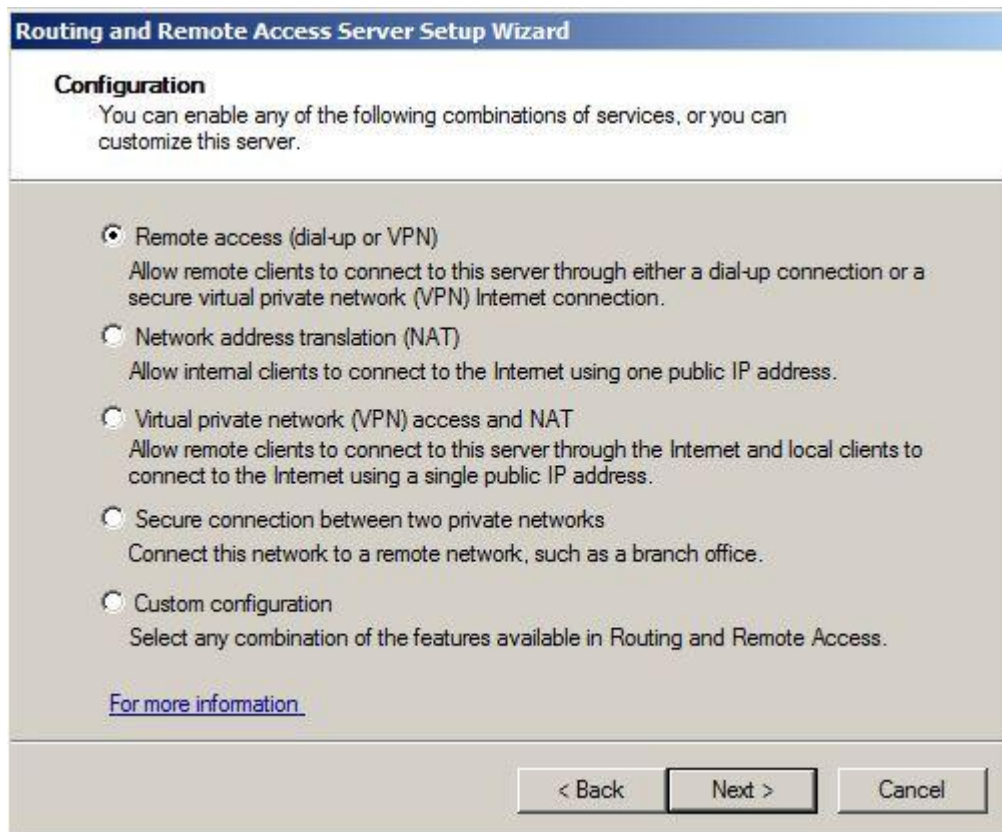 Routing and Remote Access Server Setup Wizard
Configuration
You can enable any of the following combinations of services, or you can
customize this server.
Remote access (dial-up or VPN)
Allow remote clients to connect to this server through either a dial-up connection or a
secure virtual private network (VPN) Internet connection.
Network address translation (NAT)
Allow internal clients to connect to the Internet using one public IP address.
Virtual private network (VPN) access and NAT
Allow remote clients to connect to this server through the Internet and local clients to
connect to the Internet using a single public IP address.
Secure connection between two private networks
Connect this network to a remote network, such as a branch office.
Custom configuration
Select any combination of the features available in Routing and Remote Access.
For more information
< Back Next > Cancel